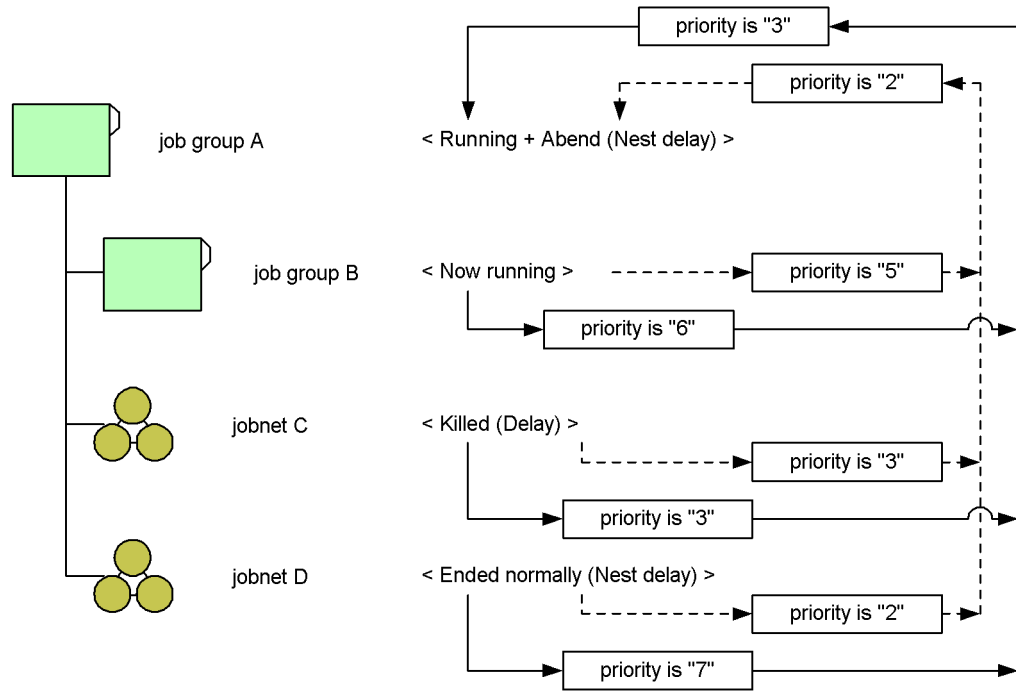 priority is "3"
priority is "2"
job group A
< Running + Abend (Nest delay) >
job group B
< Now running >
priority is "5"
priority is "6"
jobnet C
< Killed (Delay) >
priority is "3"
priority is "3"
jobnet D
< Ended normally (Nest delay) >
priority is "2"
priority is "7"